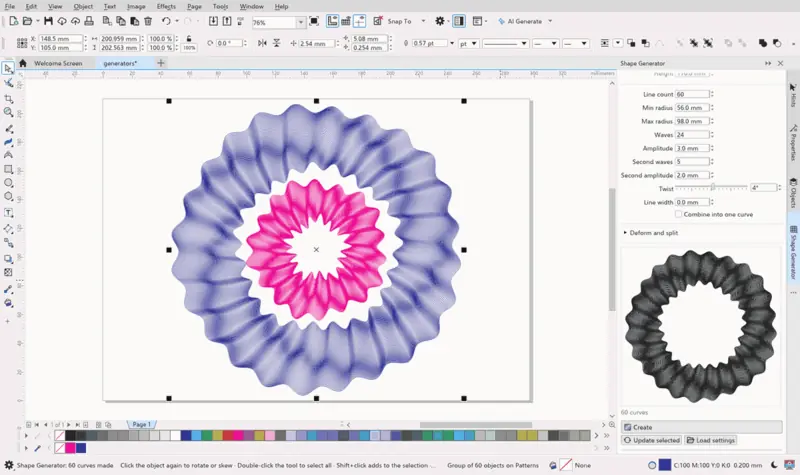 File Edit View Layout Object Text Image Effects Page Tools Window Help
PDF 76% Snap To AI Generate
X: 148.5 mm 200.959 mm 100.0 % 0.0 ° 2.54 mm 5.08 mm 0.57 pt pt
Y: 105.0 mm 202.563 mm 100.0 % 0.254 in
Welcome Screen generators* Shape Generator
millimeters
Line count 60
Min radius 56.0 mm
Max radius 98.0 mm
Waves 24
Amplitude 3.0 mm
Second waves 5
Second amplitude 2.0 mm
Twist 4°
Line width 0.0 mm
Combine into one curve
Deform and split
Hints
Properties
Objects
Shape Generator
60 curves
Create
Update selected Load settings
1 of 1 Page 1
Shape Generator: 60 curves made Click the object again to rotate or skew · Double-click the tool to select all · Shift+click adds to the selection ... Group of 60 objects on Patterns None C:100 M:100 Y:0 K:0 0.200 mm